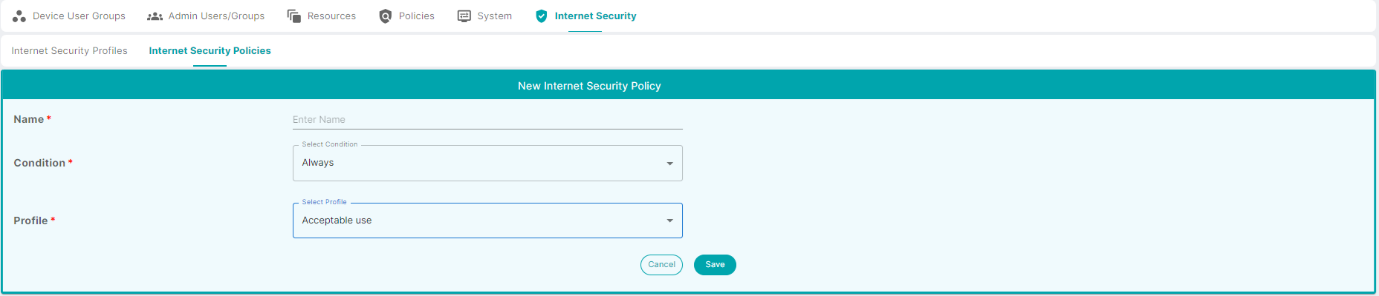 Device User Groups Admin Users/Groups Resources Policies System Internet Security
Internet Security Profiles Internet Security Policies
New Internet Security Policy
Name *
Enter Name
Condition *
Select Condition
Always
Profile *
Select Profile
Acceptable use
Cancel Save